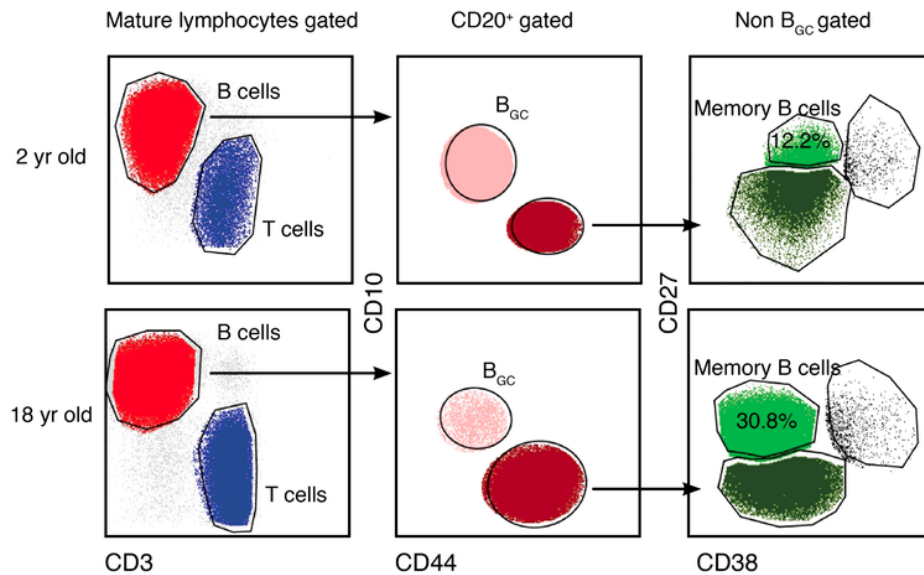 Mature lymphocytes gated
CD20⁺ gated
Non B_GC gated
2 yr old
B cells
T cells
B_GC
Memory B cells
12.2%
CD10
CD27
18 yr old
B cells
T cells
B_GC
Memory B cells
30.8%
CD3
CD44
CD38